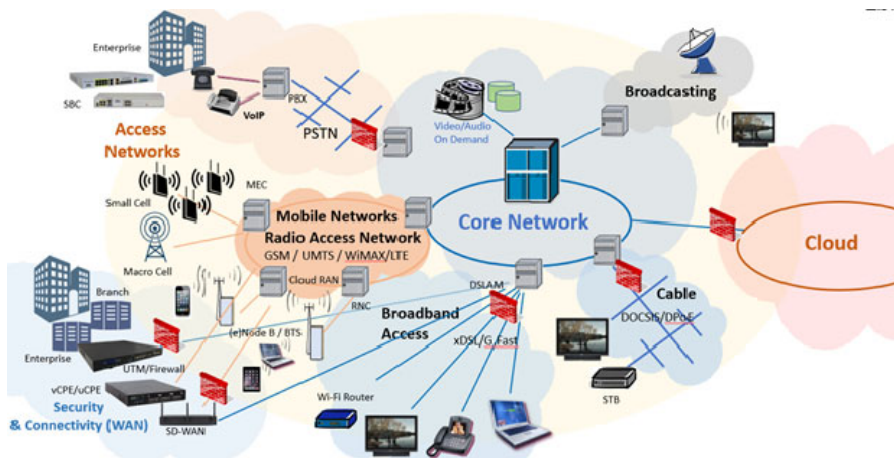 Enterprise
SBC
VoIP
PBX
PSTN
Access
Networks
Video/Audio
On Demand
Broadcasting
Small Cell
MEC
Macro Cell
Mobile Networks
Radio Access Network
GSM / UMTS / WiMAX/LTE
Cloud RAN
RNC
(e)Node B / BTS
Core Network
Cloud
DSLAM
Broadband
Access
xDSL/G.Fast
Cable
DOCSIS/DPoE
STB
Branch
Enterprise
UTM/Firewall
vCPE/uCPE
Security
& Connectivity (WAN)
SD-WANI
Wi-Fi Router